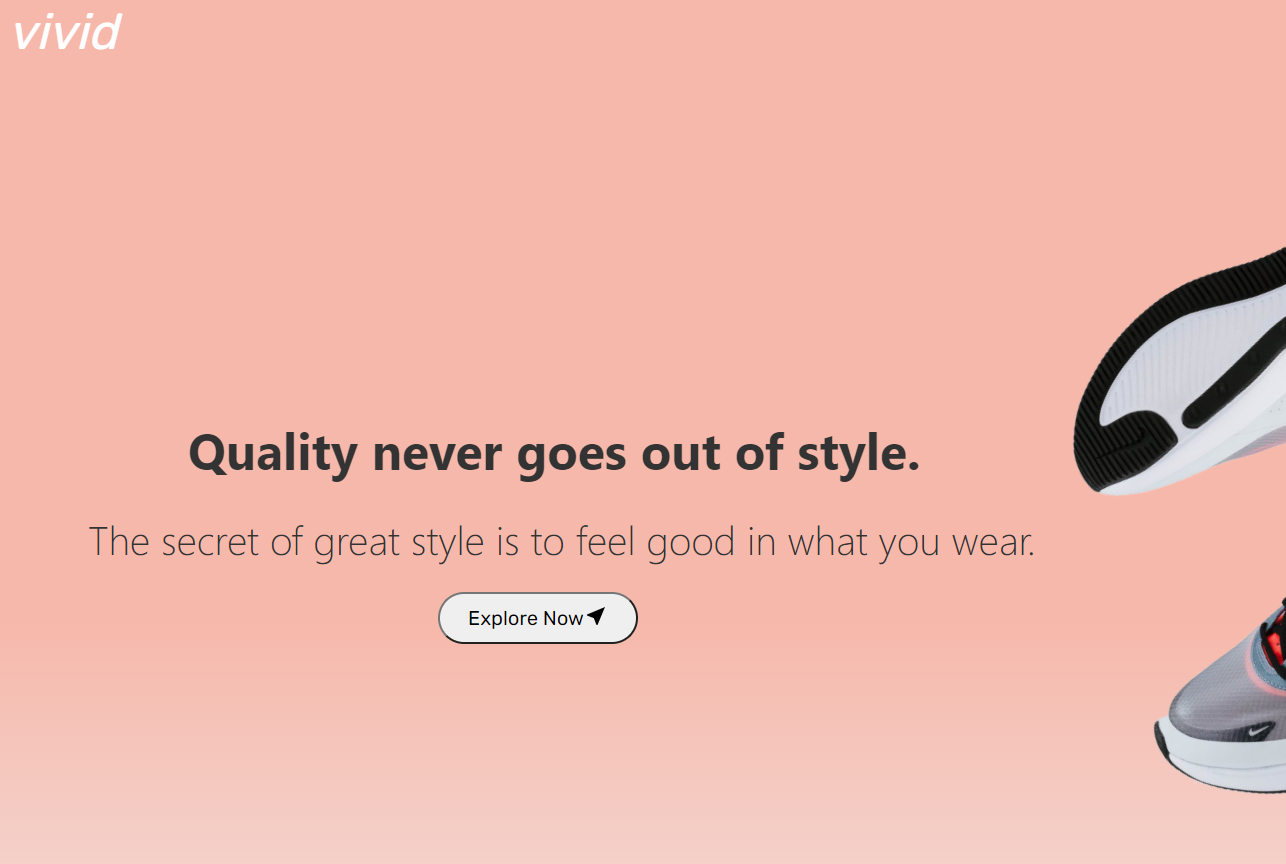 vivid
Quality never goes out of style.
The secret of great style is to feel good in what you wear.
Explore Now